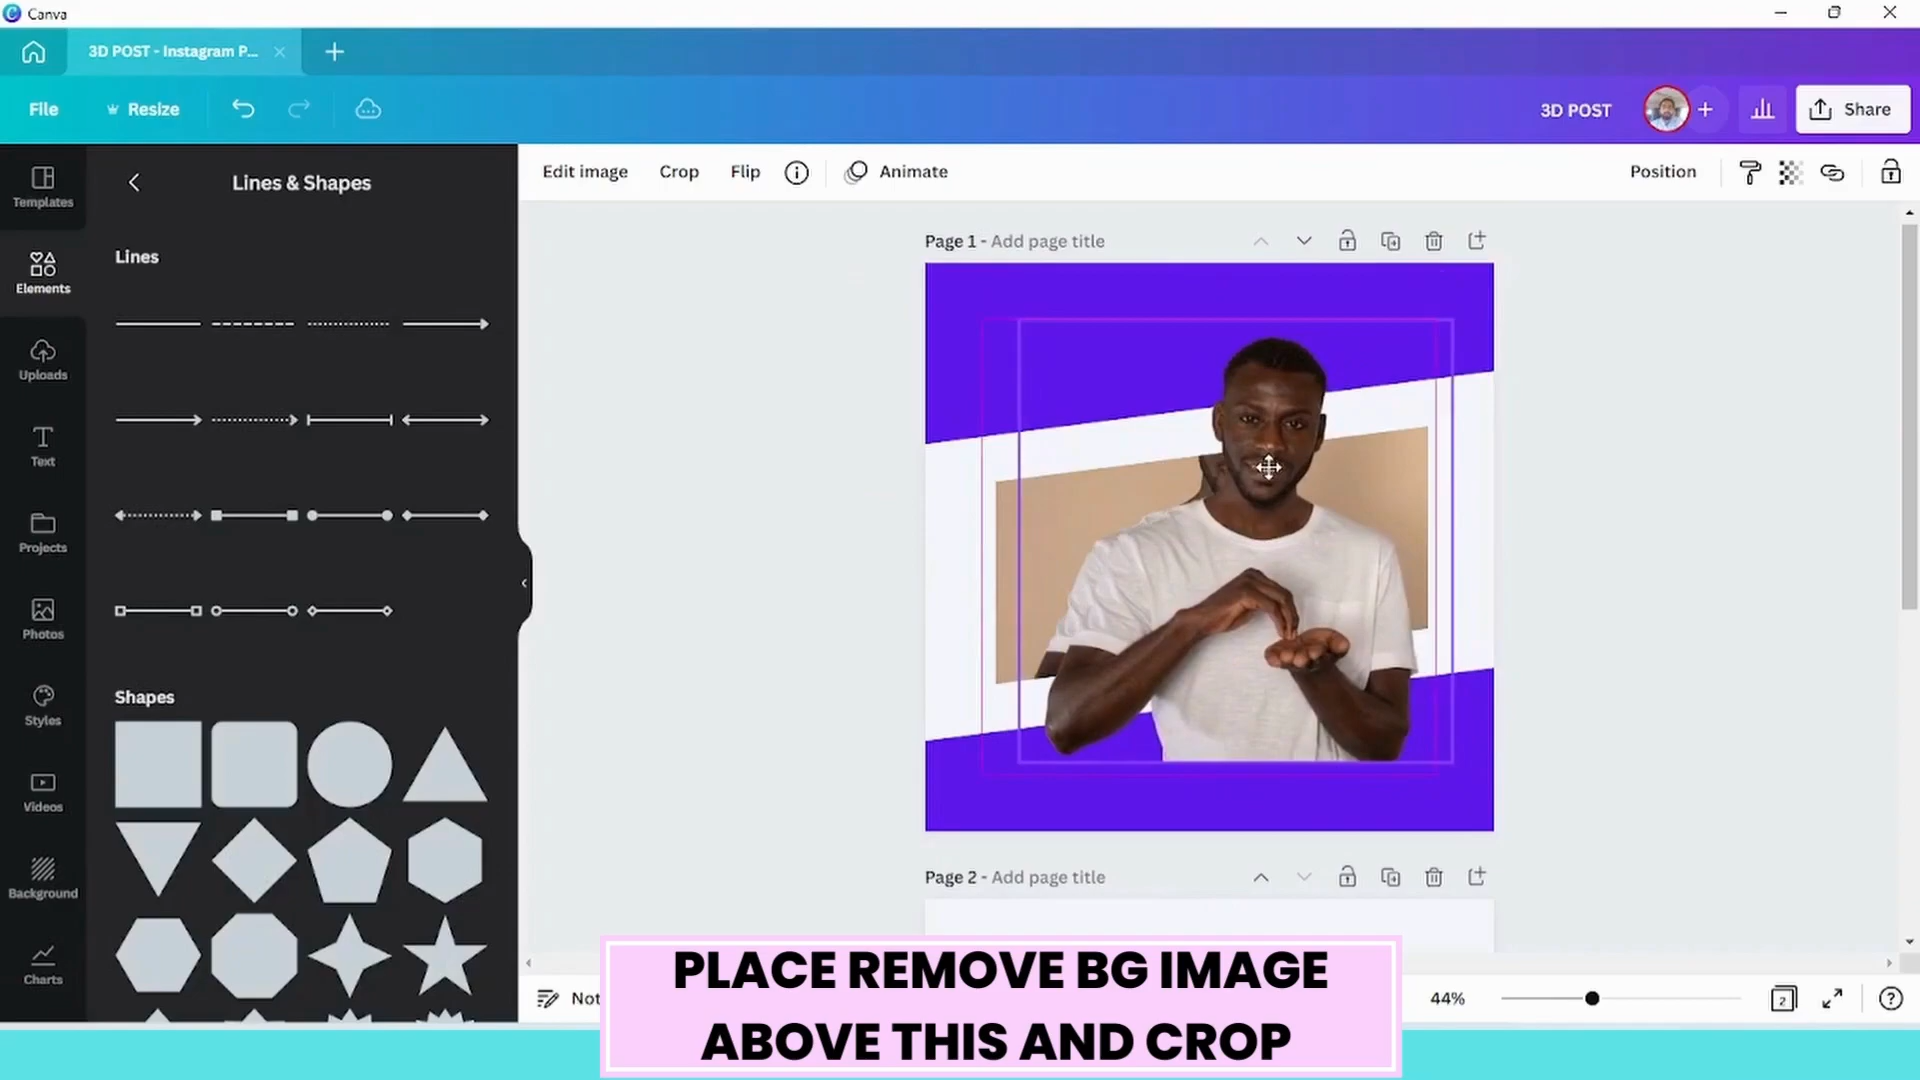 Canva
3D POST - Instagram P...
File
Resize
3D POST
Share
Templates
Elements
Uploads
Text
Projects
Photos
Styles
Videos
Background
Charts
Lines & Shapes
Lines
Shapes
Edit image
Crop
Flip
Animate
Position
Page 1 - Add page title
Page 2 - Add page title
Not
44%
2
PLACE REMOVE BG IMAGE
ABOVE THIS AND CROP